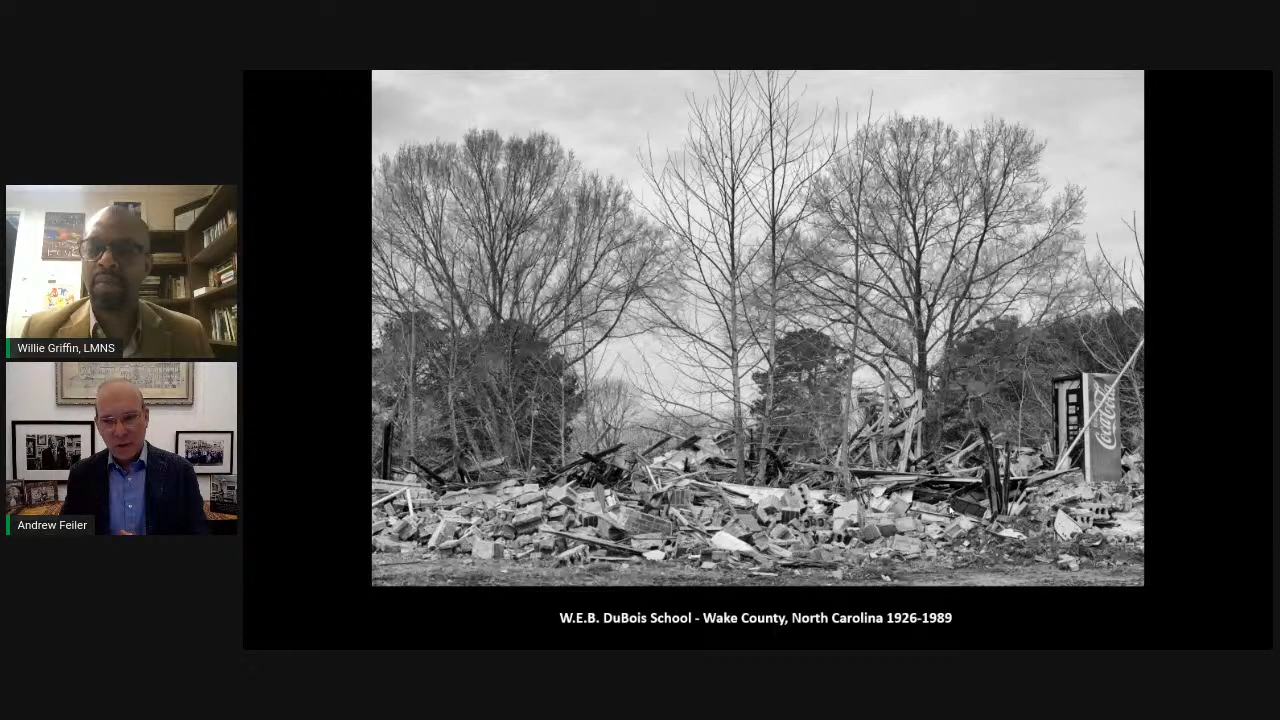 Willie Griffin, LMNS
Andrew Feiler
Coca-Cola
W.E.B. DuBois School - Wake County, North Carolina 1926-1989